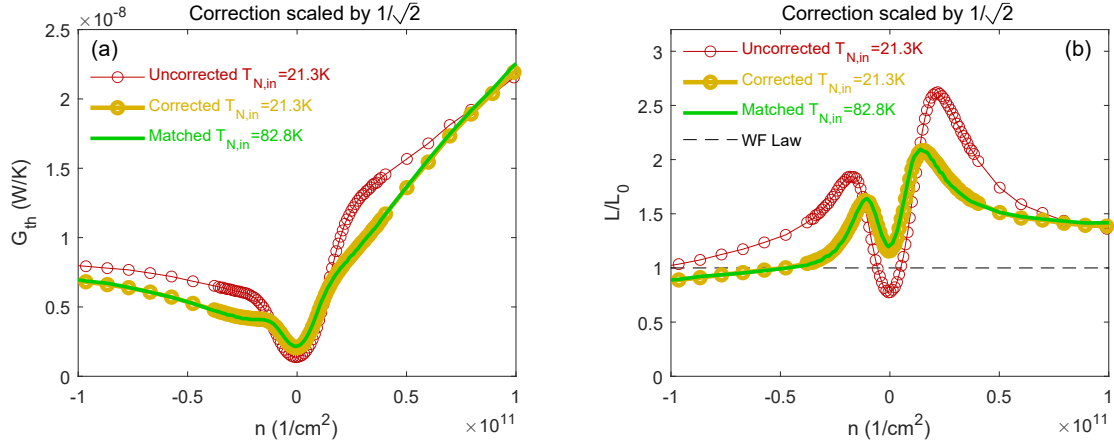 Correction scaled by 1/√2
×10⁻⁸
(a)
Uncorrected T_N,in=21.3K
Corrected T_N,in=21.3K
Matched T_N,in=82.8K
G_th (W/K)
2.5
2
1.5
1
0.5
0
-1
-0.5
0
0.5
1
n (1/cm²)
×10¹¹
Correction scaled by 1/√2
(b)
Uncorrected T_N,in=21.3K
Corrected T_N,in=21.3K
Matched T_N,in=82.8K
WF Law
L/L₀
3
2.5
2
1.5
1
0.5
0
-1
-0.5
0
0.5
1
n (1/cm²)
×10¹¹